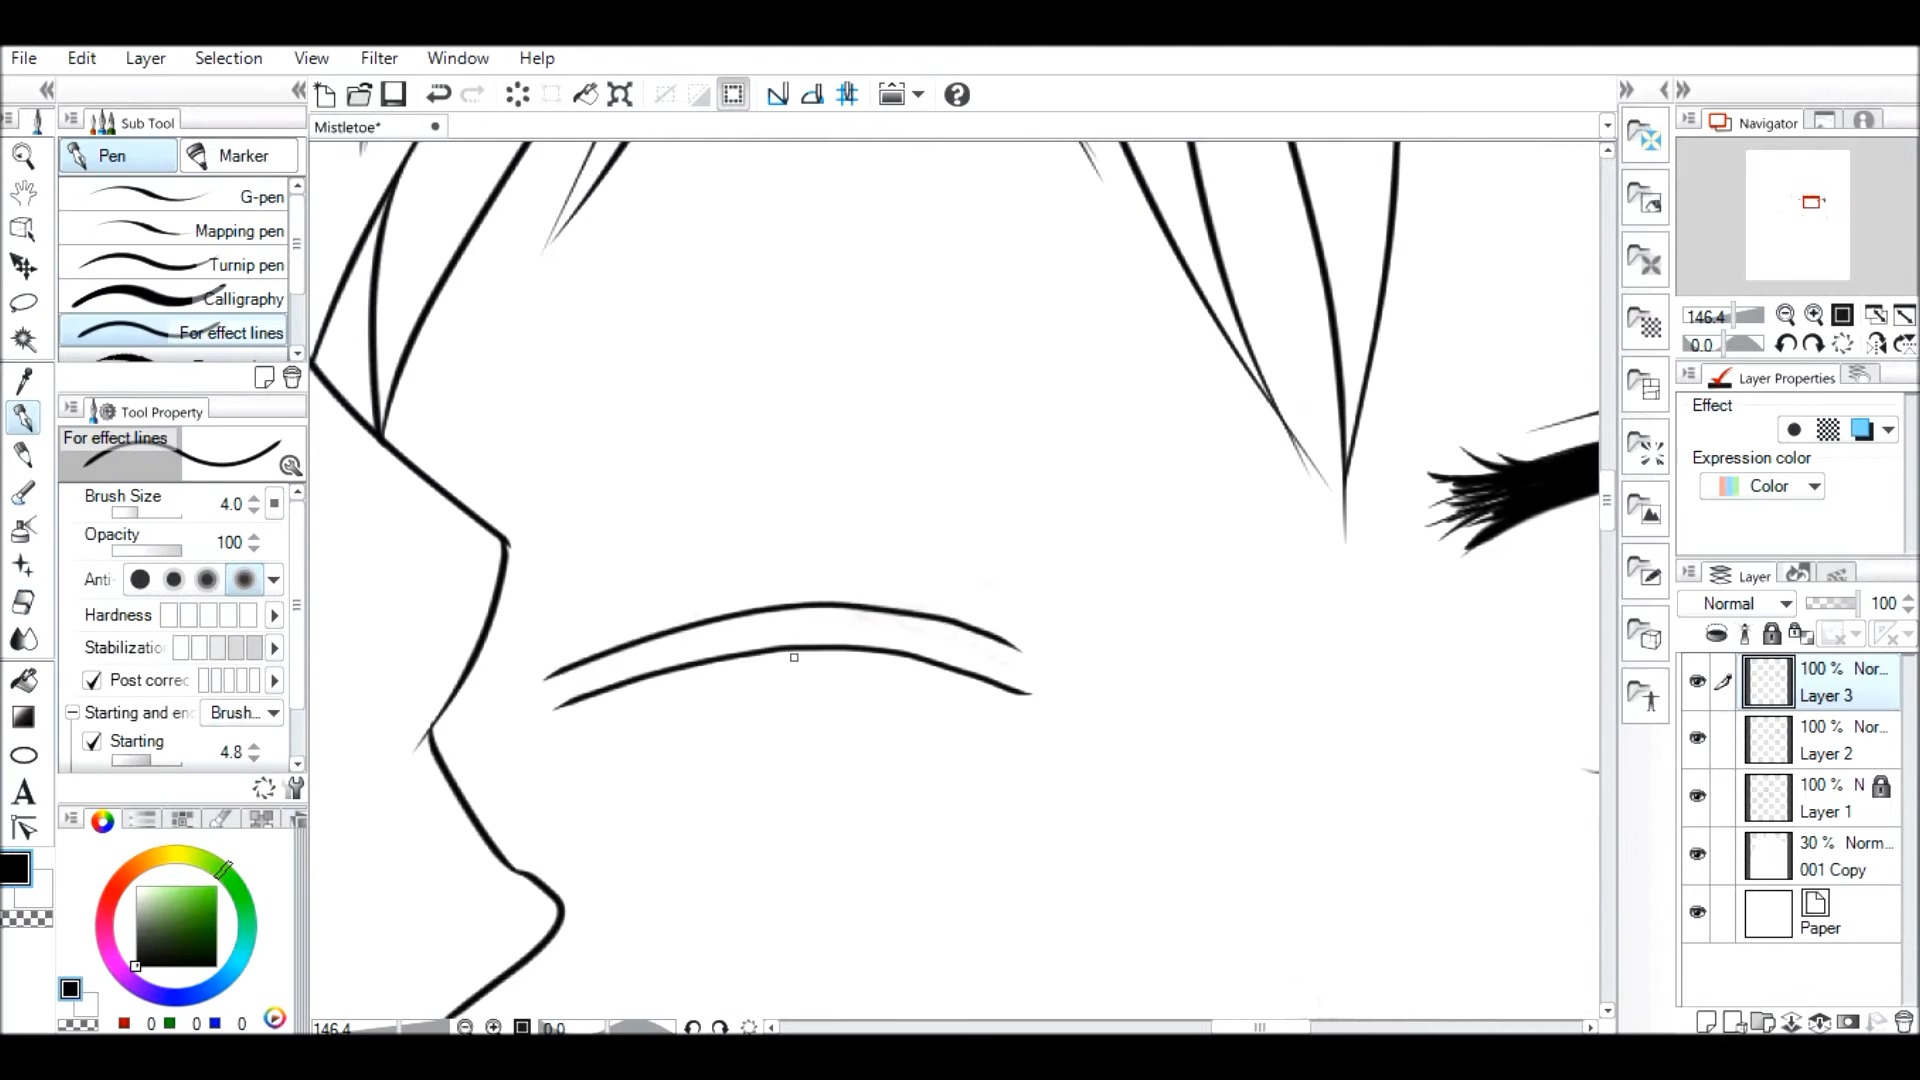 File Edit Layer Selection View Filter Window Help
Sub Tool
Mistletoe*
Pen Marker
G-pen
Mapping pen
Turnip pen
Calligraphy
For effect lines
Tool Property
For effect lines
Brush Size 4.0
Opacity 100
Anti-
Hardness
Stabilizatio
Post correc
Starting and en Brush...
Starting 4.8
0 0 0
146.4 0.0
Navigator
146.4
0.0
Layer Properties
Effect
Expression color
Color
Layer
Normal 100
100 % Nor...
Layer 3
100 % Nor...
Layer 2
100 % N
Layer 1
30 % Norm...
001 Copy
Paper